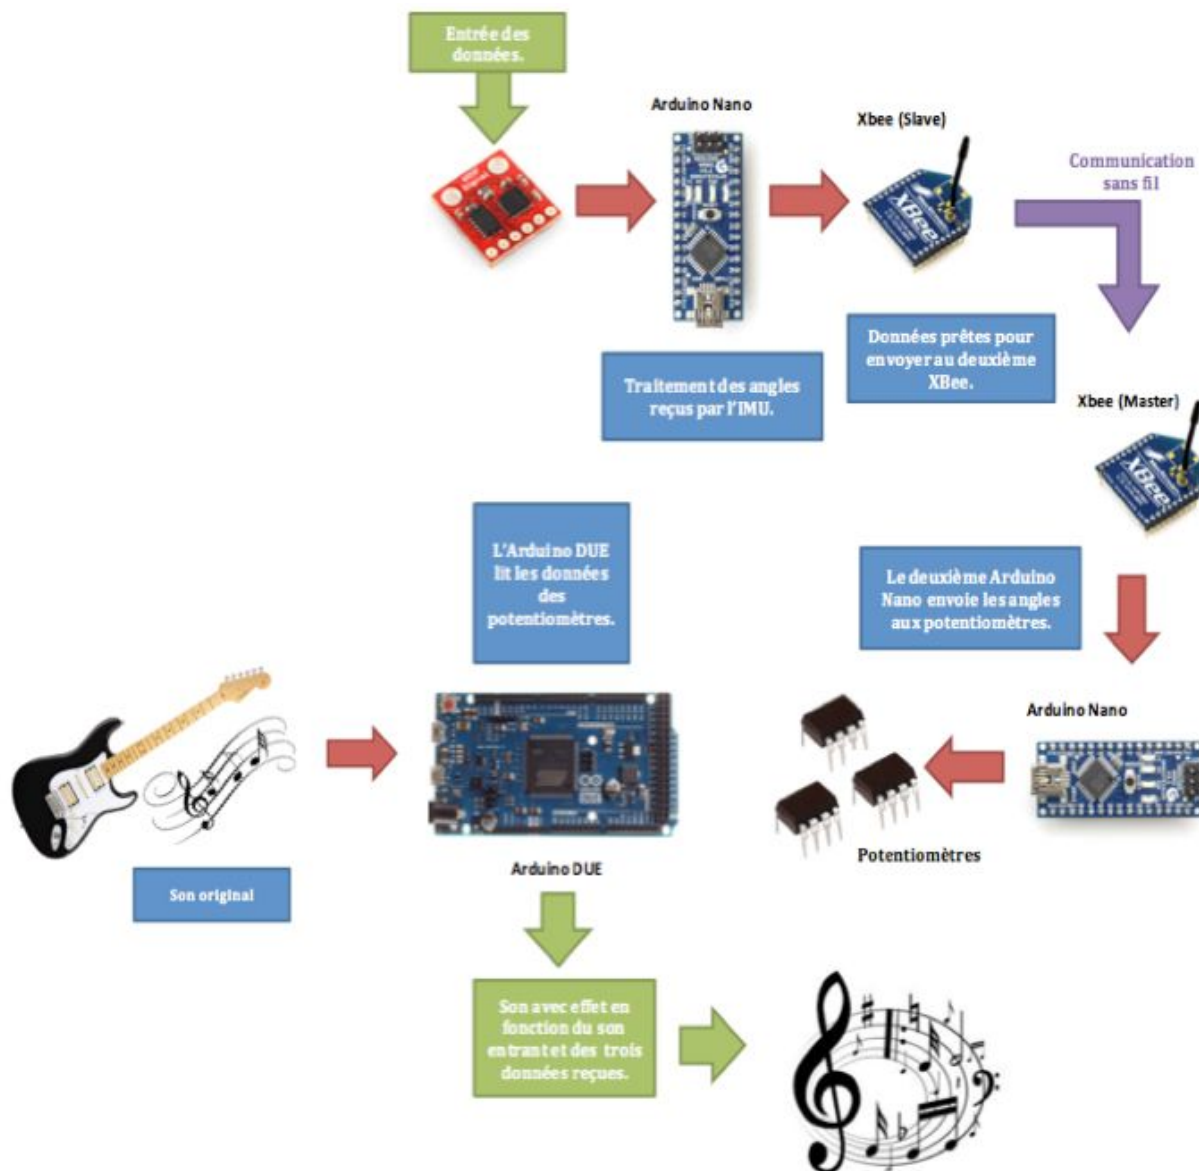 Entrée des
données.
Arduino Nano
Xbee (Slave)
Communication
sans fil
XBee
Données prêtes pour
envoyer au deuxième
XBee.
Traitement des angles
reçus par l'IMU.
Xbee (Master)
XBee
L'Arduino DUE
lit les données
des
potentiomètres.
Le deuxième Arduino
Nano envoie les angles
aux potentiomètres.
Arduino Nano
Potentiomètres
Arduino DUE
Son original
Son avec effet en
fonction du son
entrant et des trois
données reçues.